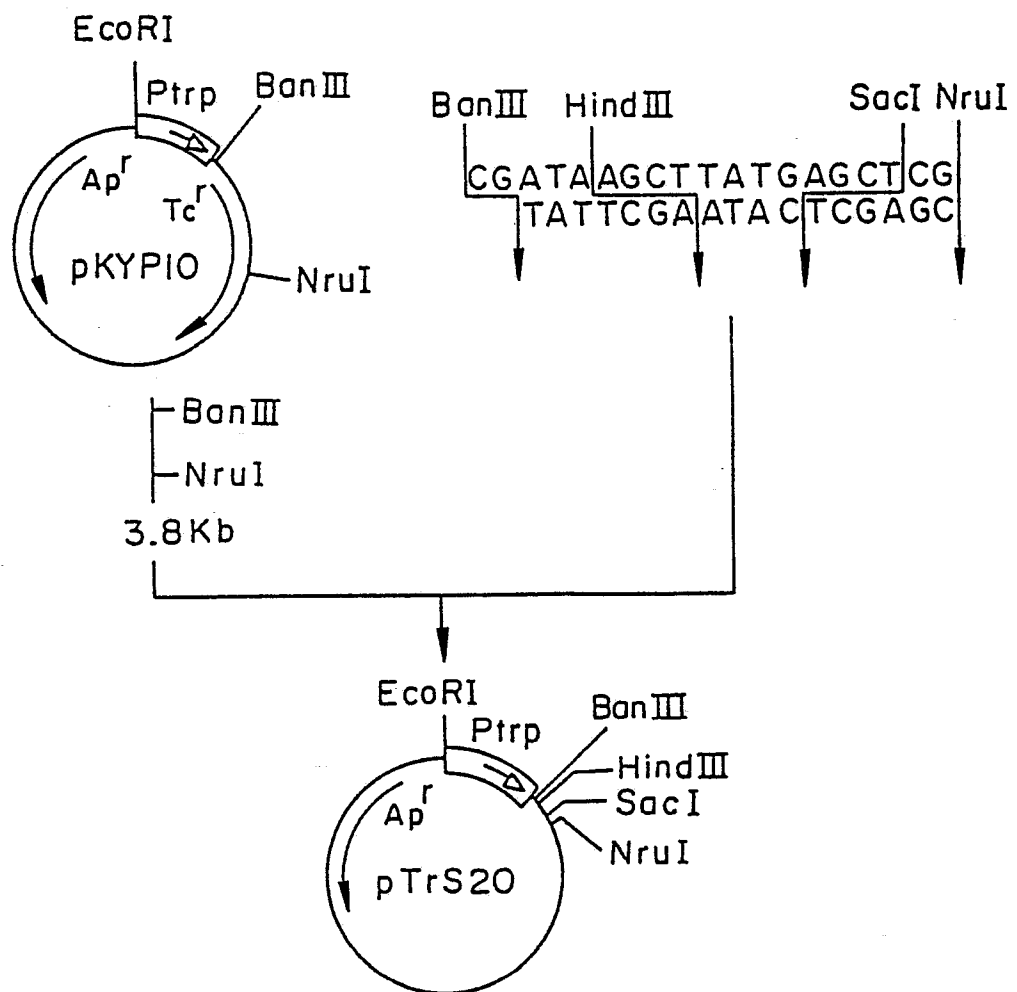 EcoRI
Ptrp
BanIII
Ap^r
Tc^r
pKYP10
NruI
BanIII HindIII SacI NruI
CGATAAGCTTATGAGCTCG
TATTCGAATACTCGAGC
BanIII
NruI
3.8Kb
EcoRI
Ptrp
BanIII
HindIII
SacI
NruI
Ap^r
pTrS20